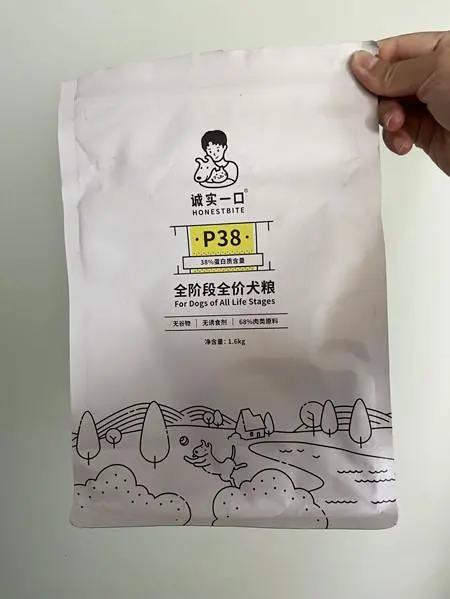 诚实一口®
HONESTBITE
·P38·
38%蛋白质含量
全阶段全价犬粮
For Dogs of All Life Stages
无谷物 | 无诱食剂 | 68%肉类原料
净含量：1.6kg